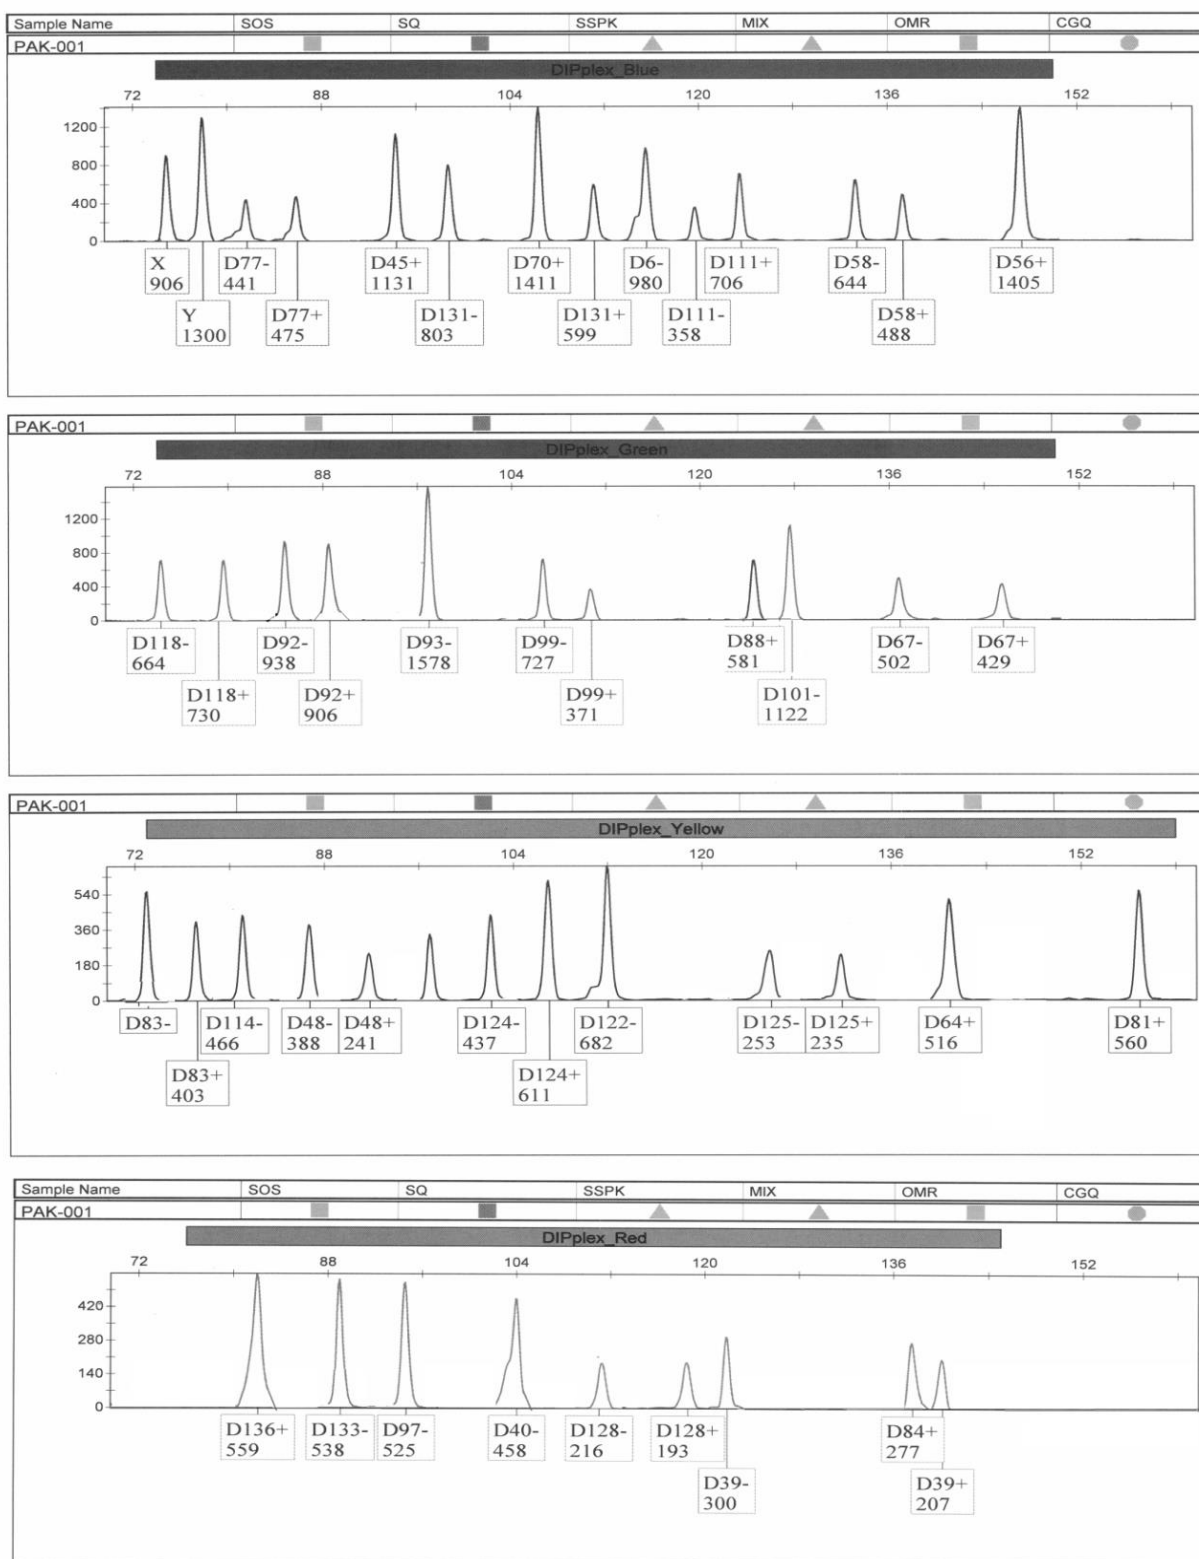 Sample Name SOS SQ SSPK MIX OMR CGQ
PAK-001
DIPplex_Blue
72 88 104 120 136 152
1200
800
400
0
X D77- D45+ D70+ D6- D111+ D58- D56+
906 441 1131 1411 980 706 644 1405
Y D77+ D131- D131+ D111- D58+
1300 475 803 599 358 488
PAK-001
DIPplex_Green
72 88 104 120 136 152
1200
800
400
0
D118- D92- D93- D99- D88+ D67- D67+
664 938 1578 727 581 502 429
D118+ D92+ D99+ D101-
730 906 371 1122
PAK-001
DIPplex_Yellow
72 88 104 120 136 152
540
360
180
0
D83- D114- D48- D48+ D124- D122- D125- D125+ D64+ D81+
466 388 241 437 682 253 235 516 560
D83+ D124+
403 611
Sample Name SOS SQ SSPK MIX OMR CGQ
PAK-001
DIPplex_Red
72 88 104 120 136 152
420
280
140
0
D136+ D133- D97- D40- D128- D128+ D84+
559 538 525 458 216 193 277
D39- D39+
300 207